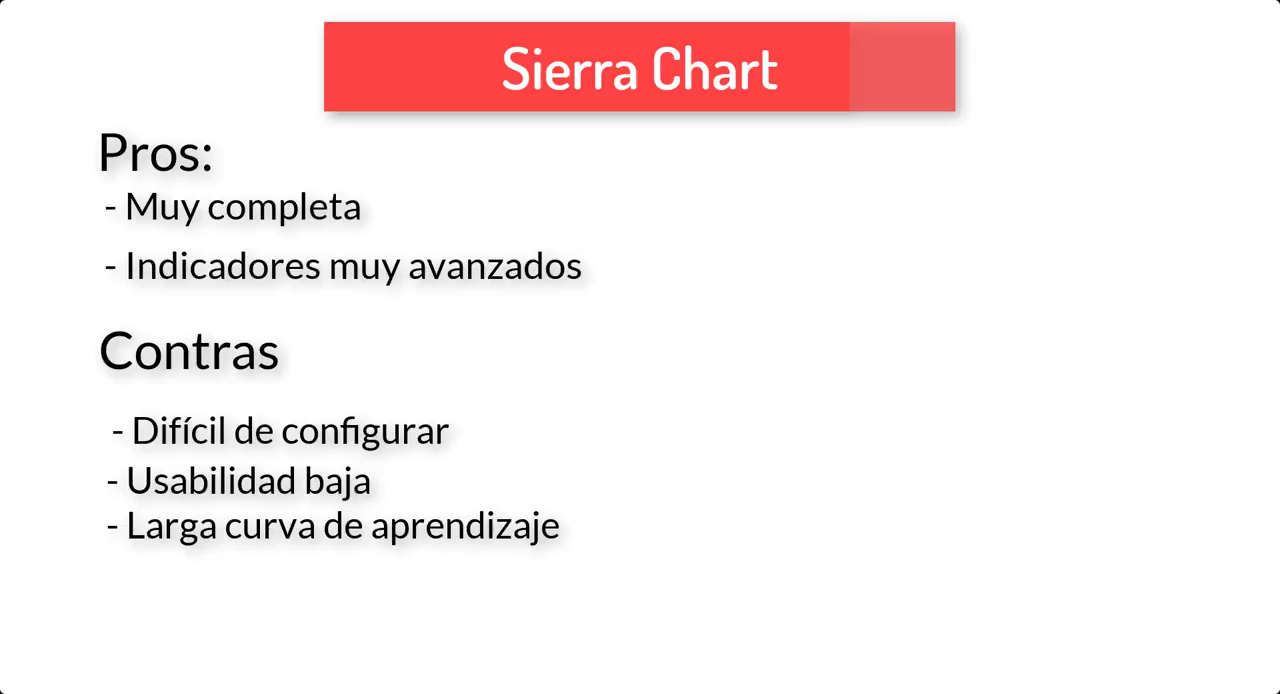 Sierra Chart
Pros:
- Muy completa
- Indicadores muy avanzados
Contras
- Difícil de configurar
- Usabilidad baja
- Larga curva de aprendizaje